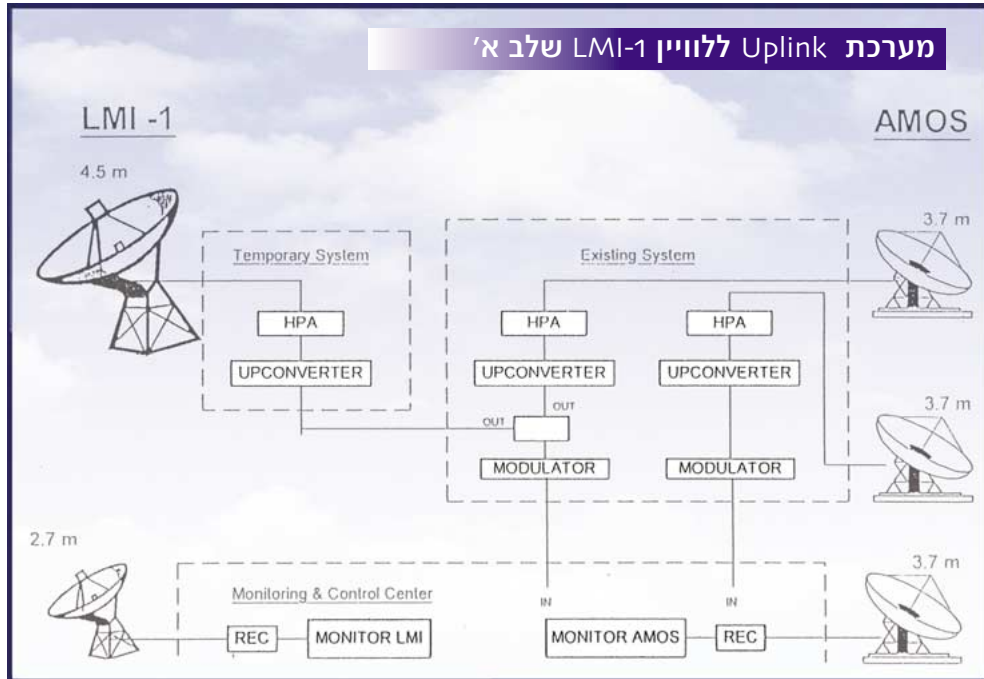 מערכת Uplink ללוויין LMI-1 שלב א'
LMI -1
AMOS
4.5 m
3.7 m
Temporary System
Existing System
HPA
HPA
HPA
UPCONVERTER
UPCONVERTER
UPCONVERTER
OUT
OUT
3.7 m
MODULATOR
MODULATOR
2.7 m
3.7 m
Monitoring & Control Center
IN
IN
REC
MONITOR LMI
MONITOR AMOS
REC